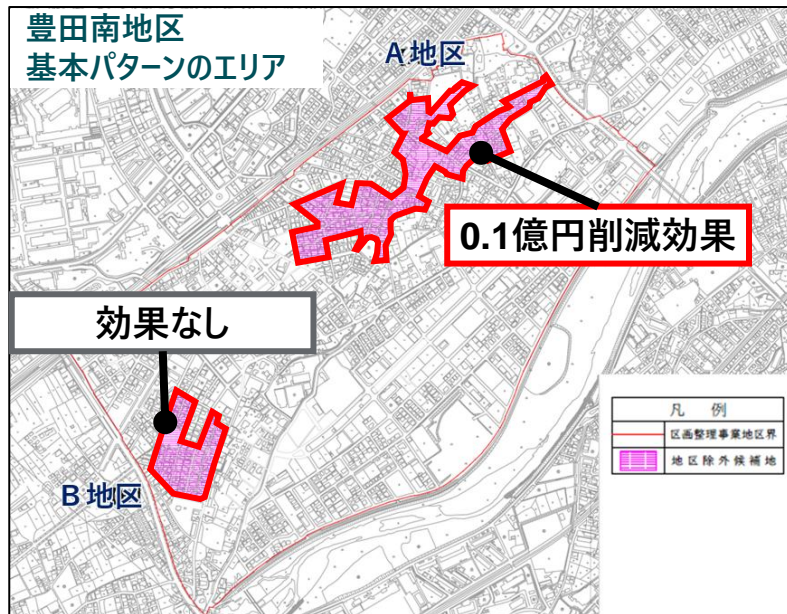 豊田南地区
基本パターンのエリア
A地区
0.1億円削減効果
効果なし
B地区
凡 例
区画整理事業地区界
地区除外候補地